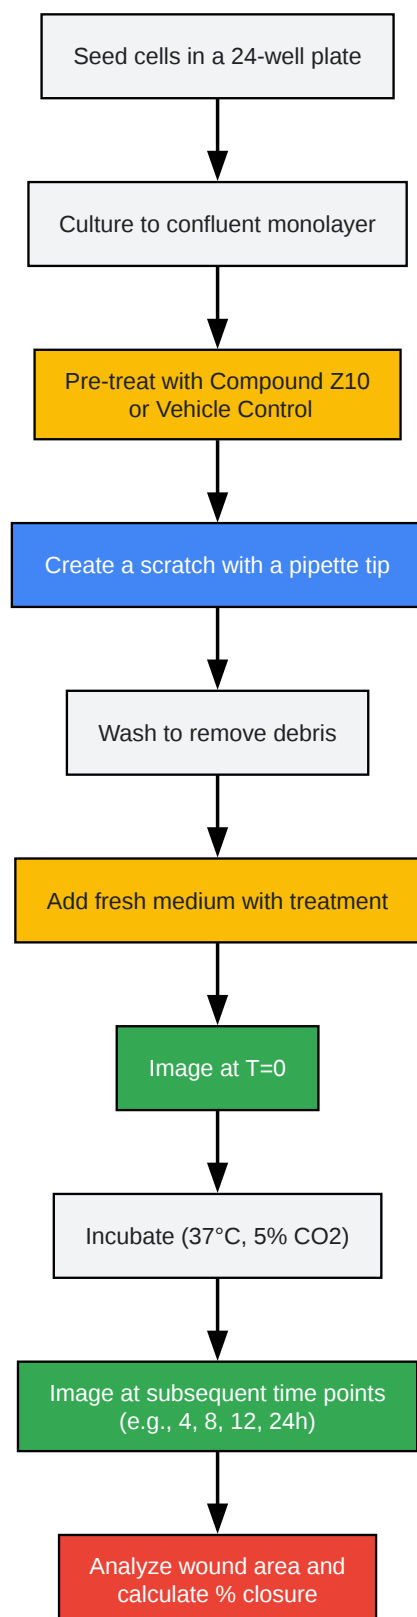 Seed cells in a 24-well plate
Culture to confluent monolayer
Pre-treat with Compound Z10
or Vehicle Control
Create a scratch with a pipette tip
Wash to remove debris
Add fresh medium with treatment
Image at T=0
Incubate (37°C, 5% CO2)
Image at subsequent time points
(e.g., 4, 8, 12, 24h)
Analyze wound area and
calculate % closure